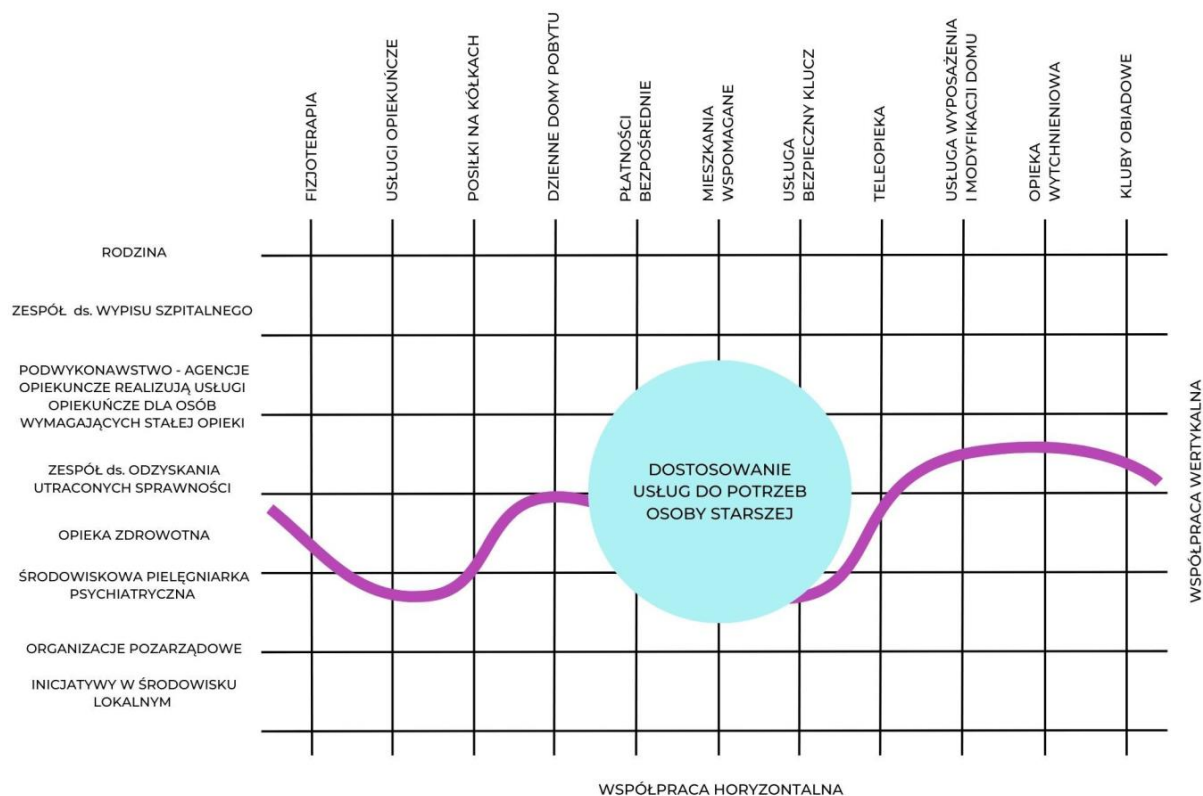 FIZJOTERAPIA
USŁUGI OPIEKUŃCZE
POSIŁKI NA KÓŁKACH
DZIENNE DOMY POBYTU
PŁATNOŚCI
BEZPOŚREDNIE
MIESZKANIA
WSPOMAGANE
USŁUGA
BEZPIECZNY KLUCZ
TELEOPIEKA
USŁUGA WYPOSAŻENIA
I MODYFIKACJI DOMU
OPIEKA
WYTCHNIENIOWA
KLUBY OBIADOWE
RODZINA
ZESPÓŁ ds. WYPISU SZPITALNEGO
PODWYKONAWSTWO - AGENCJE
OPIEKUNCZE REALIZUJĄ USŁUGI
OPIEKUŃCZE DLA OSÓB
WYMAGAJĄCYCH STAŁEJ OPIEKI
ZESPÓŁ ds. ODZYSKANIA
UTRACONYCH SPRAWNOŚCI
OPIEKA ZDROWOTNA
ŚRODOWISKOWA PIELĘGNIARKA
PSYCHIATRYCZNA
ORGANIZACJE POZARZĄDOWE
INICJATYWY W ŚRODOWISKU
LOKALNYM
DOSTOSOWANIE
USŁUG DO POTRZEB
OSOBY STARSZEJ
WSPÓŁPRACA WERTYKALNA
WSPÓŁPRACA HORYZONTALNA